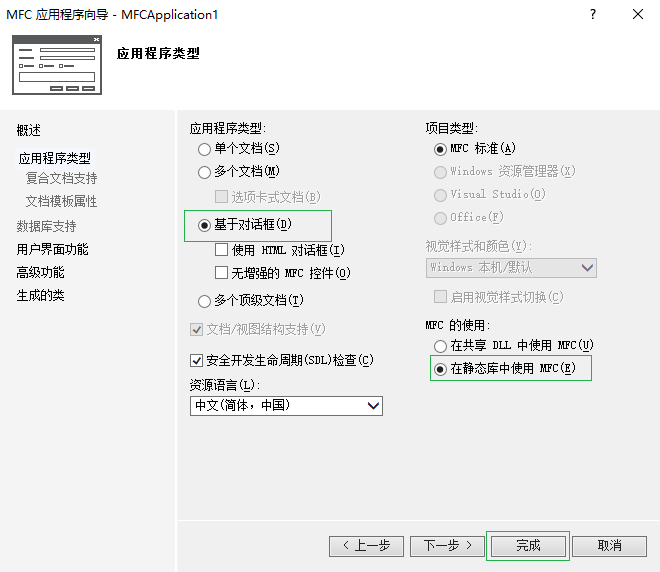 MFC 应用程序向导 - MFCApplication1
?
应用程序类型
概述
应用程序类型
复合文档支持
文档模板属性
数据库支持
用户界面功能
高级功能
生成的类
应用程序类型:
单个文档(S)
多个文档(M)
选项卡式文档(B)
基于对话框(D)
使用 HTML 对话框(I)
无增强的 MFC 控件(O)
多个顶级文档(T)
文档/视图结构支持(V)
安全开发生命周期(SDL)检查(C)
资源语言(L):
中文(简体，中国)
项目类型:
MFC 标准(A)
Windows 资源管理器(X)
Visual Studio(O)
Office(F)
视觉样式和颜色(Y):
Windows 本机/默认
启用视觉样式切换(C)
MFC 的使用:
在共享 DLL 中使用 MFC(U)
在静态库中使用 MFC(E)
< 上一步
下一步 >
完成
取消